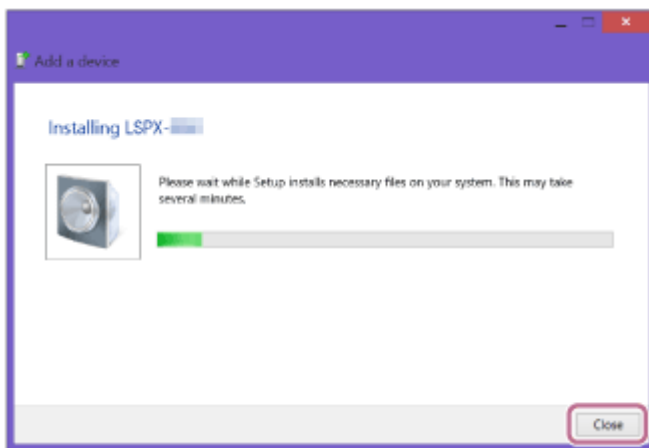 Add a device
Installing LSPX-
Please wait while Setup installs necessary files on your system. This may take
several minutes.
Close